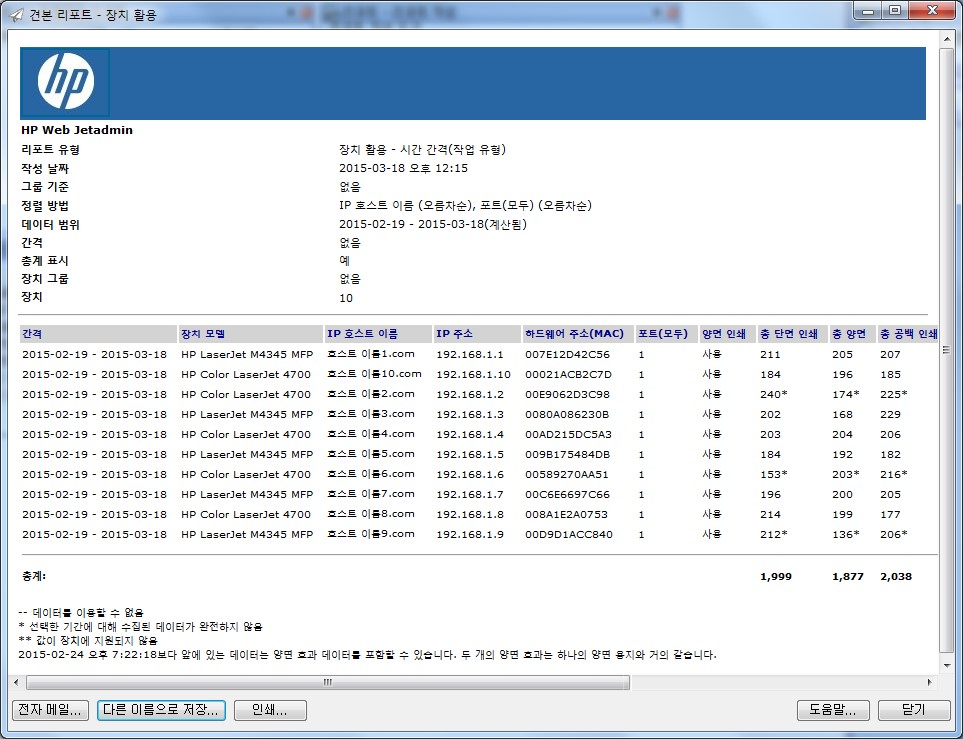 견본 리포트 - 장치 활용
hp
HP Web Jetadmin
리포트 유형 장치 활용 - 시간 간격(작업 유형)
작성 날짜 2015-03-18 오후 12:15
그룹 기준 없음
정렬 방법 IP 호스트 이름 (오름차순), 포트(모두) (오름차순)
데이터 범위 2015-02-19 - 2015-03-18(계산됨)
간격 없음
총계 표시 예
장치 그룹 없음
장치 10
간격 장치 모델 IP 호스트 이름 IP 주소 하드웨어 주소(MAC) 포트(모두) 양면 인쇄 총 단면 인쇄 총 양면 총 공백 인쇄
2015-02-19 - 2015-03-18 HP LaserJet M4345 MFP 호스트 이름1.com 192.168.1.1 007E12D42C56 1 사용 211 205 207
2015-02-19 - 2015-03-18 HP Color LaserJet 4700 호스트 이름10.com 192.168.1.10 00021ACB2C7D 1 사용 184 196 185
2015-02-19 - 2015-03-18 HP Color LaserJet 4700 호스트 이름2.com 192.168.1.2 00E9062D3C98 1 사용 240* 174* 225*
2015-02-19 - 2015-03-18 HP LaserJet M4345 MFP 호스트 이름3.com 192.168.1.3 0080A086230B 1 사용 202 168 229
2015-02-19 - 2015-03-18 HP Color LaserJet 4700 호스트 이름4.com 192.168.1.4 00AD215DC5A3 1 사용 203 204 206
2015-02-19 - 2015-03-18 HP LaserJet M4345 MFP 호스트 이름5.com 192.168.1.5 009B175484DB 1 사용 184 192 182
2015-02-19 - 2015-03-18 HP Color LaserJet 4700 호스트 이름6.com 192.168.1.6 00589270AA51 1 사용 153* 203* 216*
2015-02-19 - 2015-03-18 HP LaserJet M4345 MFP 호스트 이름7.com 192.168.1.7 00C6E6697C66 1 사용 196 200 205
2015-02-19 - 2015-03-18 HP Color LaserJet 4700 호스트 이름8.com 192.168.1.8 008A1E2A0753 1 사용 214 199 177
2015-02-19 - 2015-03-18 HP LaserJet M4345 MFP 호스트 이름9.com 192.168.1.9 00D9D1ACC840 1 사용 212* 136* 206*
총계: 1,999 1,877 2,038
-- 데이터를 이용할 수 없음
* 선택한 기간에 대해 수집된 데이터가 완전하지 않음
** 값이 장치에 지원되지 않음
2015-02-24 오후 7:22:18보다 앞에 있는 데이터는 양면 효과 데이터를 포함할 수 있습니다. 두 개의 양면 효과는 하나의 양면 용지와 거의 같습니다.
전자 메일... 다른 이름으로 저장... 인쇄... 도움말... 닫기